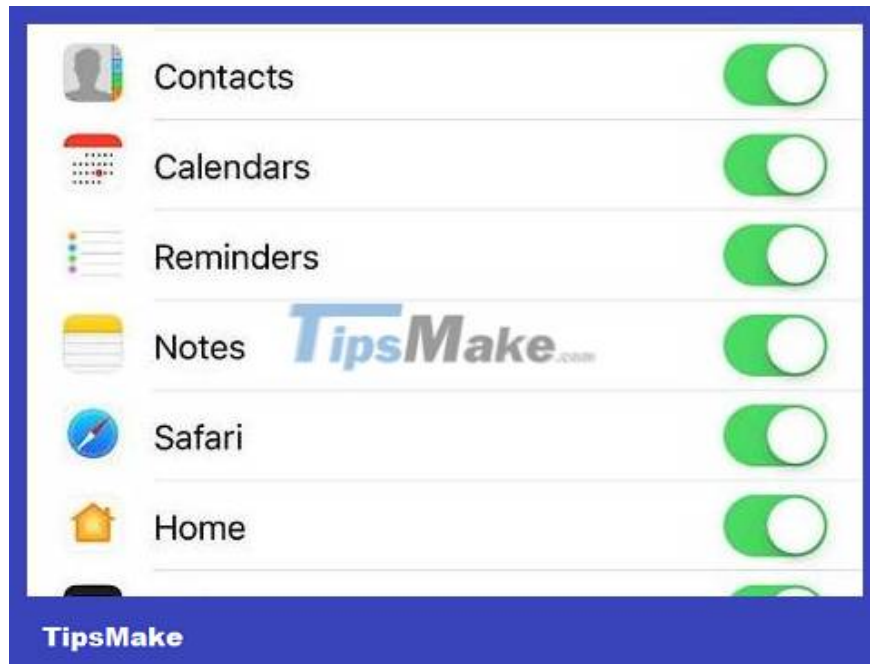 Contacts
Calendars
Reminders
Notes
TipsMake.com
Safari
Home
TipsMake